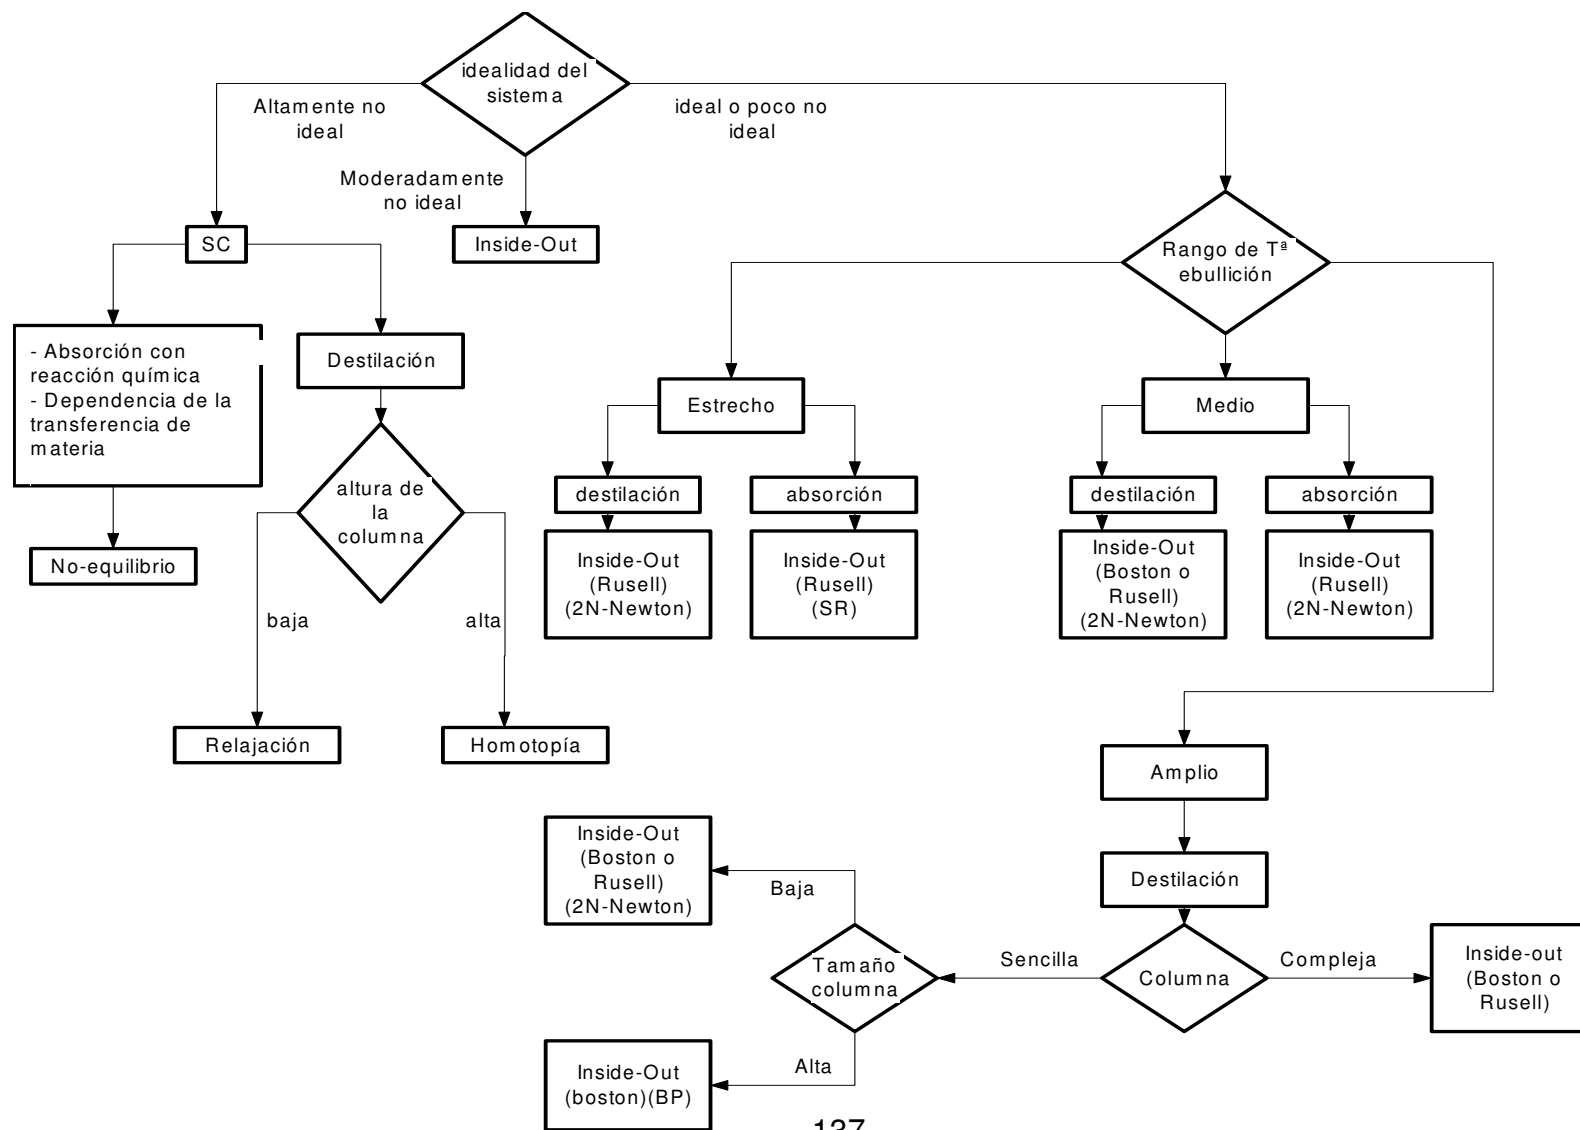 idealidad del
sistema
Altamente no
ideal
ideal o poco no
ideal
Moderadamente
no ideal
SC
Inside-Out
Rango de Tª
ebullición
- Absorción con
reacción química
- Dependencia de la
transferencia de
materia
Destilación
Estrecho
Medio
altura de
la
columna
destilación
absorción
destilación
absorción
No-equilibrio
Inside-Out
(Rusell)
(2N-Newton)
Inside-Out
(Rusell)
(SR)
Inside-Out
(Boston o
Rusell)
(2N-Newton)
Inside-Out
(Rusell)
(2N-Newton)
baja
alta
Relajación
Homotopía
Amplio
Inside-Out
(Boston o
Rusell)
(2N-Newton)
Baja
Destilación
Tamaño
columna
Sencilla
Columna
Compleja
Inside-out
(Boston o
Rusell)
Alta
Inside-Out
(boston)(BP)
137